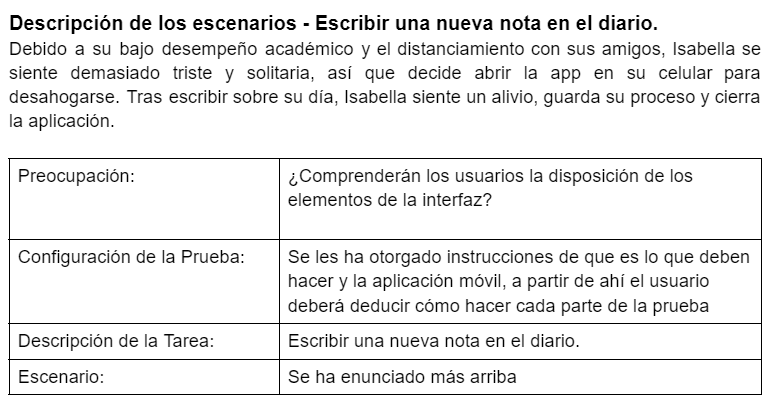 Descripción de los escenarios - Escribir una nueva nota en el diario.
Debido a su bajo desempeño académico y el distanciamiento con sus amigos, Isabella se
siente demasiado triste y solitaria, así que decide abrir la app en su celular para
desahogarse. Tras escribir sobre su día, Isabella siente un alivio, guarda su proceso y cierra
la aplicación.
Preocupación:
¿Comprenderán los usuarios la disposición de los
elementos de la interfaz?
Configuración de la Prueba:
Se les ha otorgado instrucciones de que es lo que deben
hacer y la aplicación móvil, a partir de ahí el usuario
deberá deducir cómo hacer cada parte de la prueba
Descripción de la Tarea:
Escribir una nueva nota en el diario.
Escenario:
Se ha enunciado más arriba